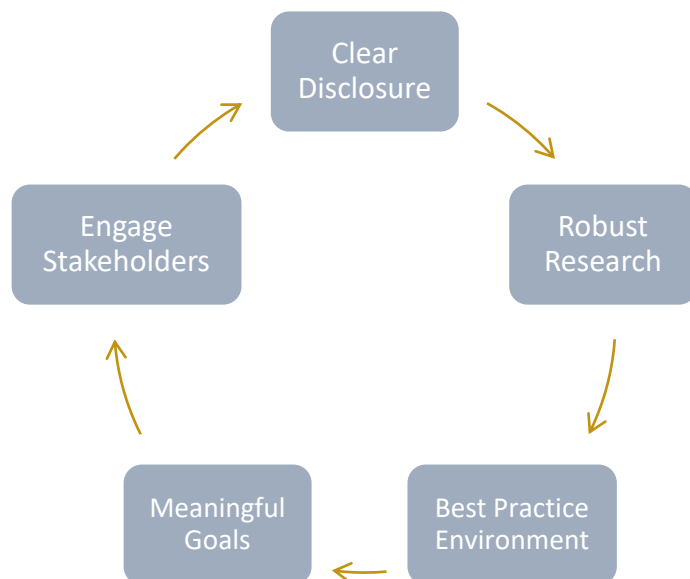 Clear
Disclosure
Robust
Research
Best Practice
Environment
Meaningful
Goals
Engage
Stakeholders